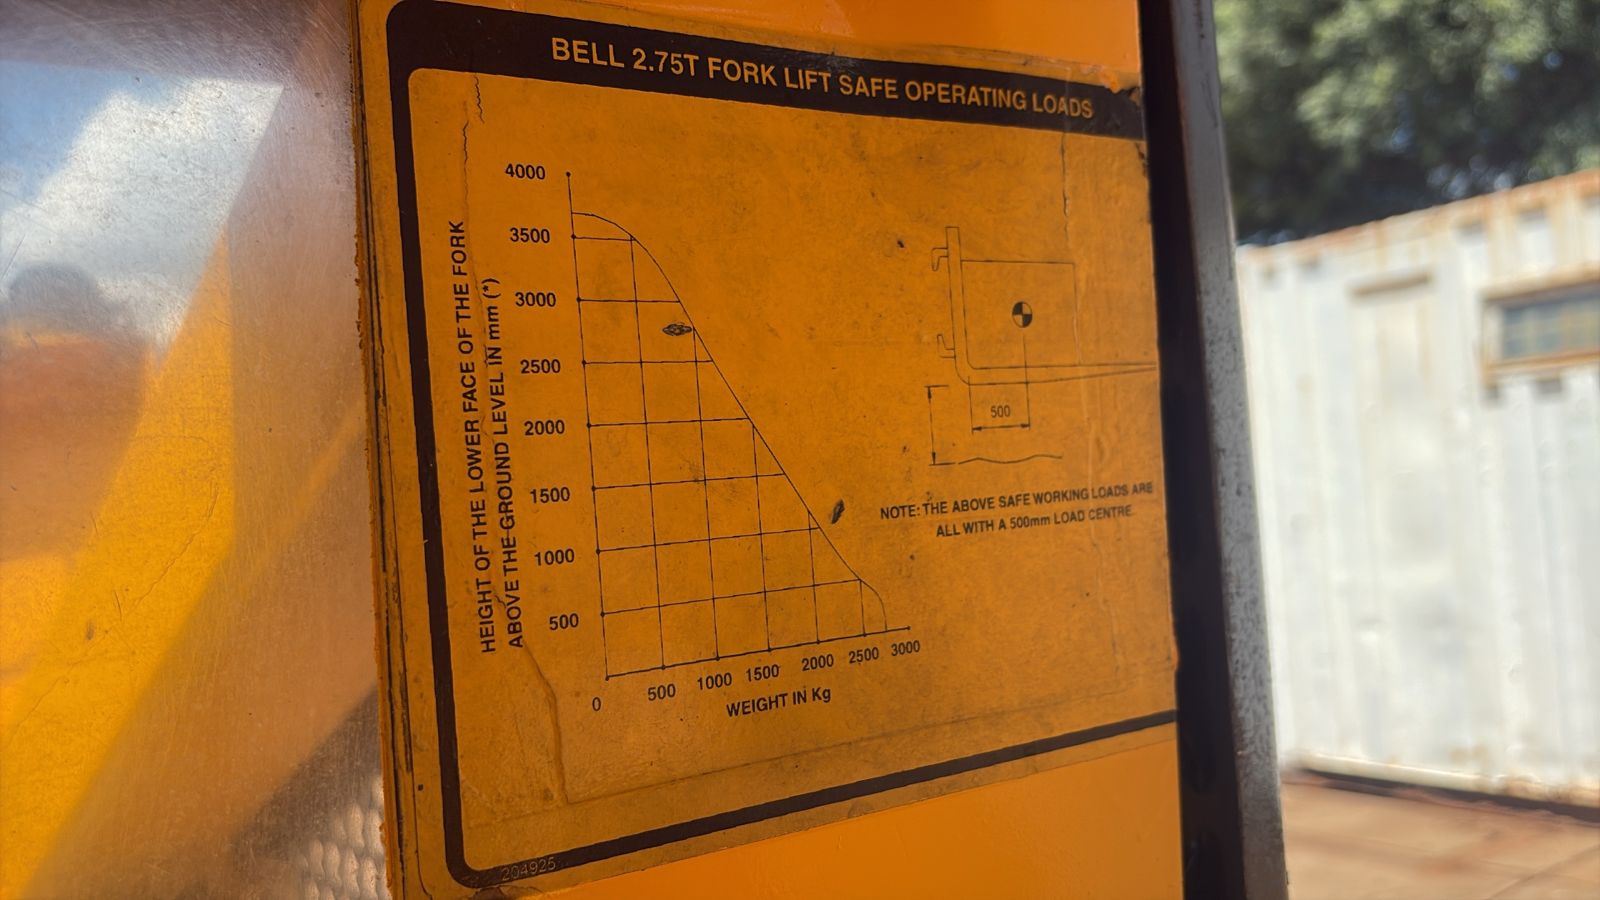 BELL 2.75T FORK LIFT SAFE OPERATING LOADS
HEIGHT OF THE LOWER FACE OF THE FORK
ABOVE THE GROUND LEVEL IN mm (*)
4000
3500
3000
2500
2000
1500
1000
500
0
500
1000
1500
2000
2500
3000
WEIGHT IN Kg
500
NOTE: THE ABOVE SAFE WORKING LOADS ARE
ALL WITH A 500mm LOAD CENTRE
204925